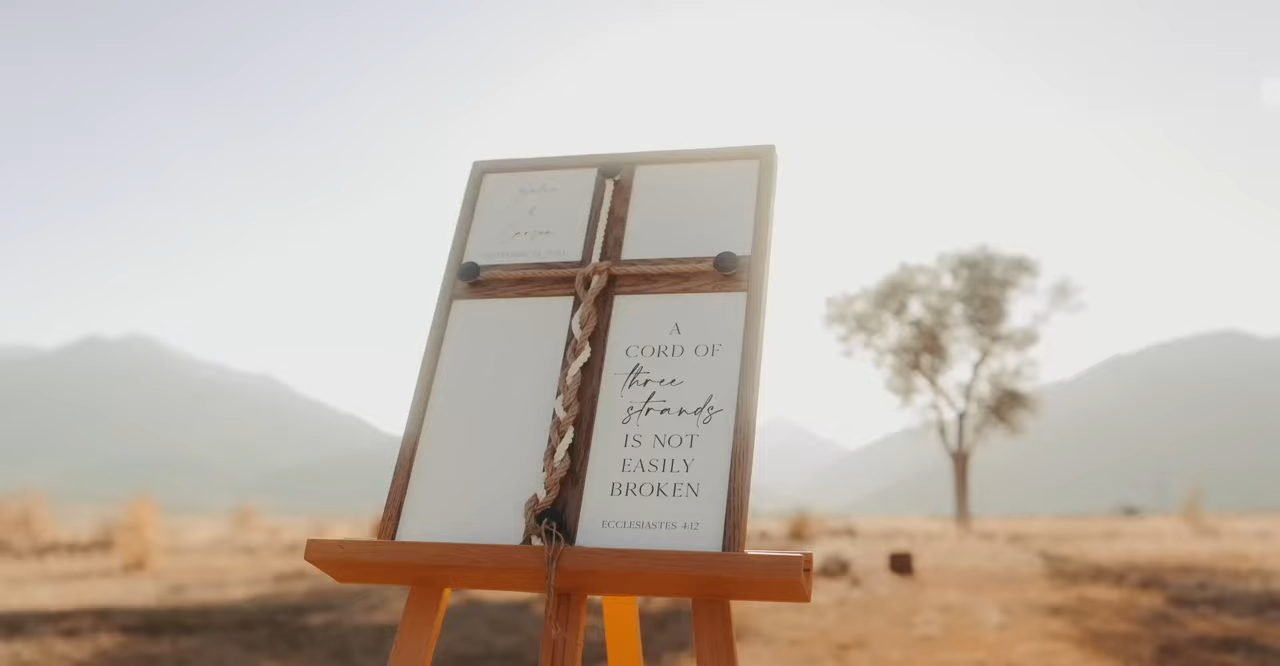 &
A
CORD OF
three
strands
IS NOT
EASILY
BROKEN
ECCLESIASTES 4:12